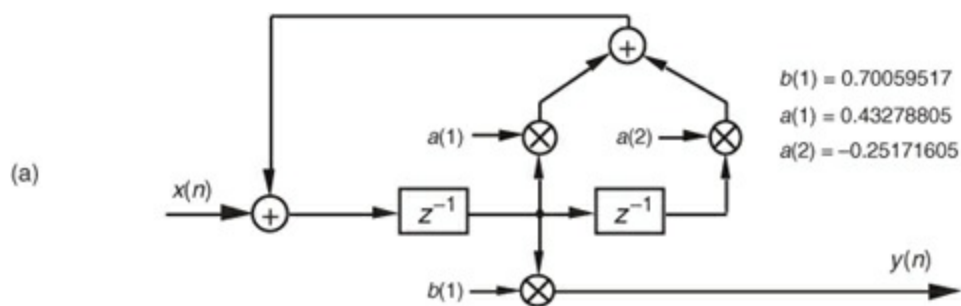 b(1) = 0.70059517
a(1) = 0.43278805
a(2) = –0.25171605
a(1)
a(2)
(a)
x(n)
z⁻¹
z⁻¹
b(1)
y(n)